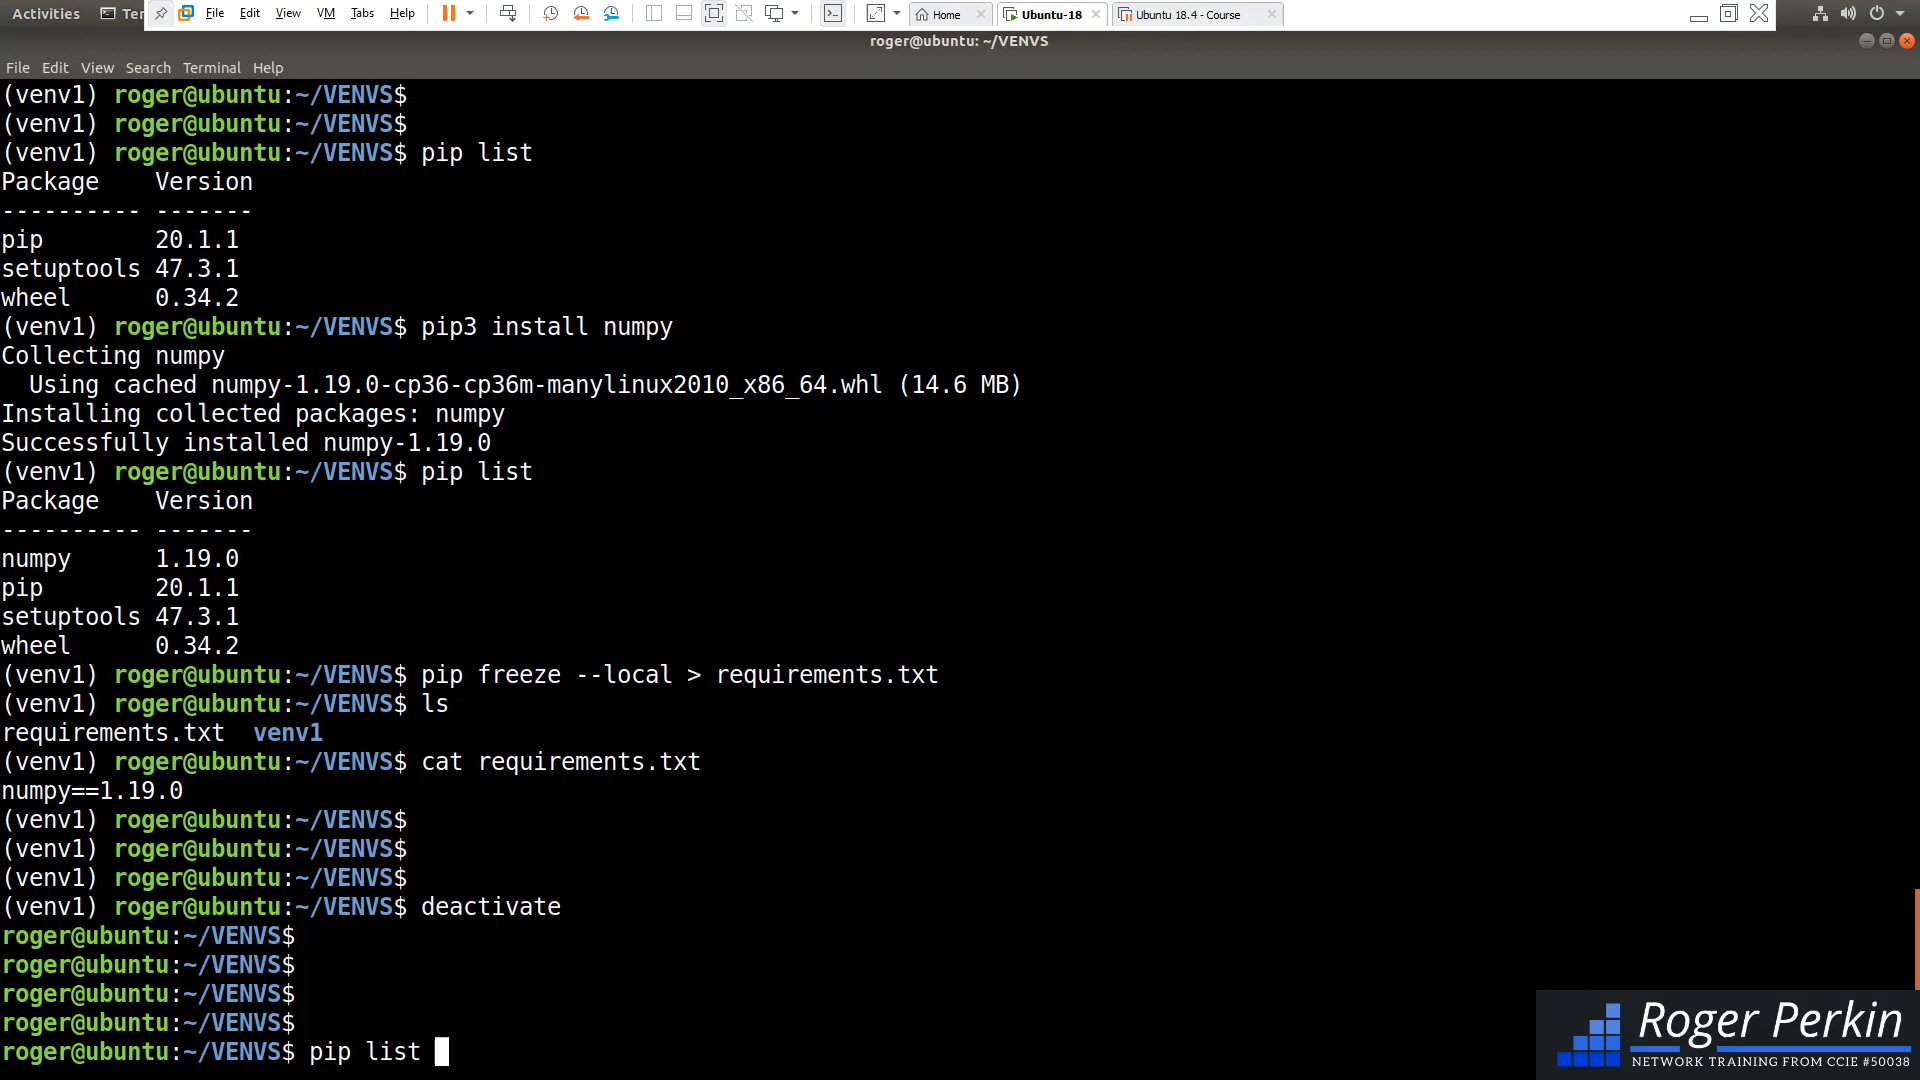 Activities Ter File Edit View VM Tabs Help Home Ubuntu-18 Ubuntu 18.4 - Course
roger@ubuntu: ~/VENVS
File Edit View Search Terminal Help
(venv1) roger@ubuntu:~/VENVS$
(venv1) roger@ubuntu:~/VENVS$
(venv1) roger@ubuntu:~/VENVS$ pip list
Package    Version
---------- -------
pip        20.1.1
setuptools 47.3.1
wheel      0.34.2
(venv1) roger@ubuntu:~/VENVS$ pip3 install numpy
Collecting numpy
  Using cached numpy-1.19.0-cp36-cp36m-manylinux2010_x86_64.whl (14.6 MB)
Installing collected packages: numpy
Successfully installed numpy-1.19.0
(venv1) roger@ubuntu:~/VENVS$ pip list
Package    Version
---------- -------
numpy      1.19.0
pip        20.1.1
setuptools 47.3.1
wheel      0.34.2
(venv1) roger@ubuntu:~/VENVS$ pip freeze --local > requirements.txt
(venv1) roger@ubuntu:~/VENVS$ ls
requirements.txt  venv1
(venv1) roger@ubuntu:~/VENVS$ cat requirements.txt
numpy==1.19.0
(venv1) roger@ubuntu:~/VENVS$
(venv1) roger@ubuntu:~/VENVS$
(venv1) roger@ubuntu:~/VENVS$
(venv1) roger@ubuntu:~/VENVS$ deactivate
roger@ubuntu:~/VENVS$
roger@ubuntu:~/VENVS$
roger@ubuntu:~/VENVS$
roger@ubuntu:~/VENVS$
roger@ubuntu:~/VENVS$ pip list
Roger Perkin
NETWORK TRAINING FROM CCIE #50038